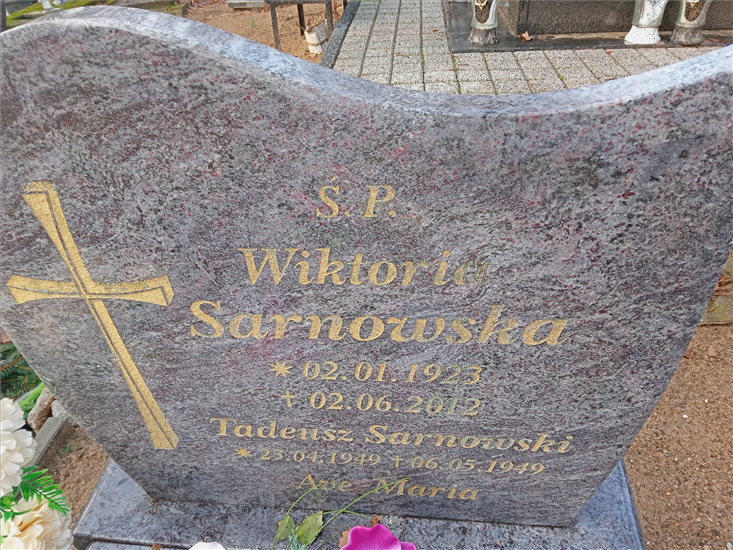 Ś.P.
Wiktoria
Sarnowska
* 02.01.1923
† 02.06.2012
Tadeusz Sarnowski
* 23.04.1949 † 06.05.1949
Ave Maria